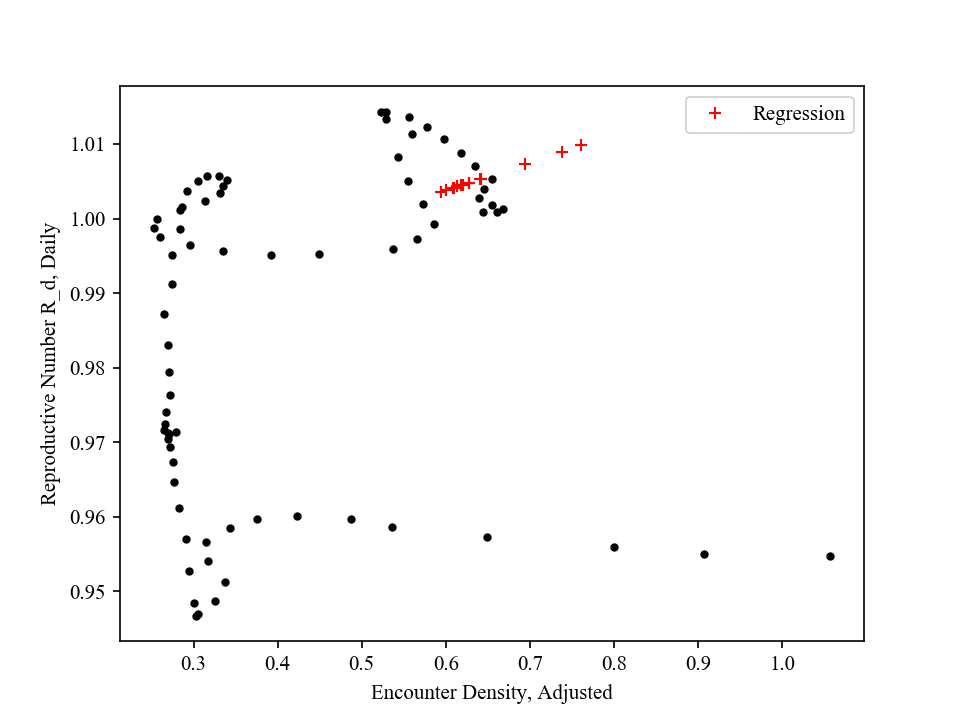 Regression
1.01
1.00
0.99
0.98
0.97
0.96
0.95
Reproductive Number R_d, Daily
0.3 0.4 0.5 0.6 0.7 0.8 0.9 1.0
Encounter Density, Adjusted